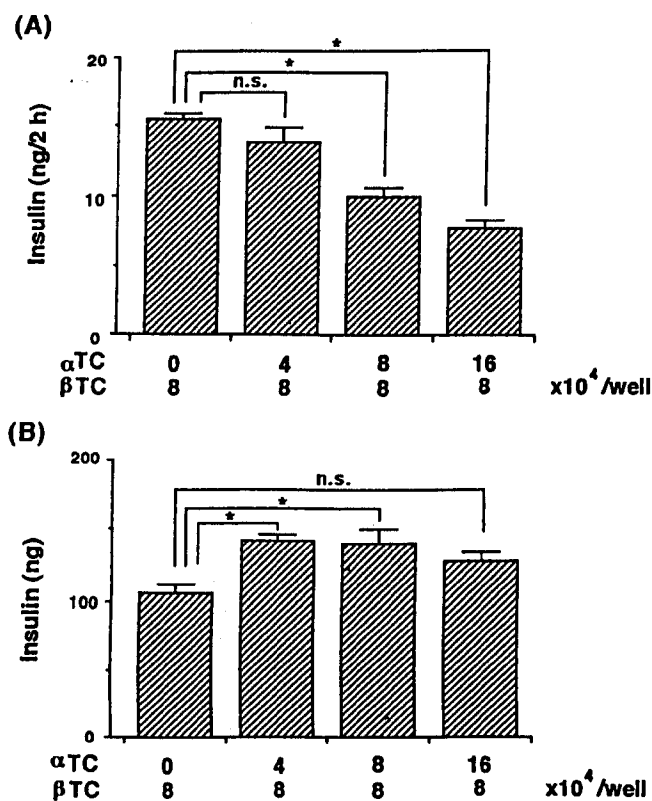 (A)
20
10
0
Insulin (ng/2 h)
*
*
n.s.
αTC 0 4 8 16
βTC 8 8 8 8 x10⁴/well
(B)
200
100
0
Insulin (ng)
n.s.
*
*
αTC 0 4 8 16
βTC 8 8 8 8 x10⁴/well